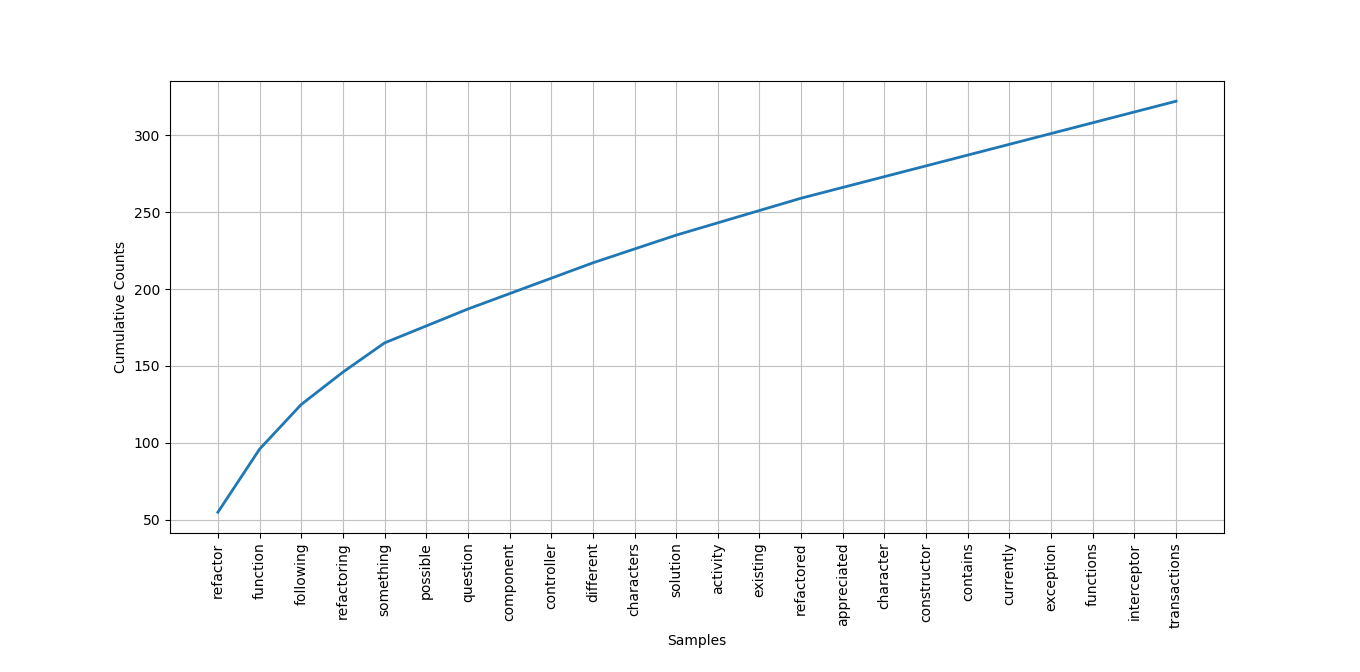 300
250
200
150
100
50
Cumulative Counts
refactor
function
following
refactoring
something
possible
question
component
controller
different
characters
solution
activity
existing
refactored
appreciated
character
constructor
contains
currently
exception
functions
interceptor
transactions
Samples